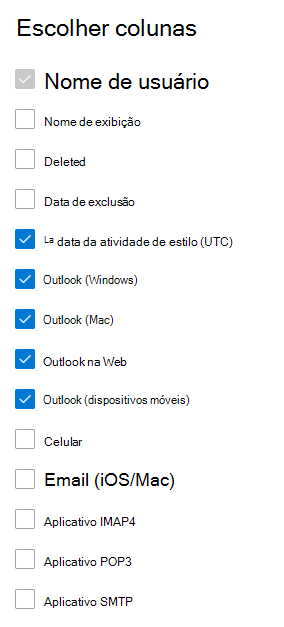 Escolher colunas
Nome de usuário
Nome de exibição
Deleted
Data de exclusão
La data da atividade de estilo (UTC)
Outlook (Windows)
Outlook (Mac)
Outlook na Web
Outlook (dispositivos móveis)
Celular
Email (iOS/Mac)
Aplicativo IMAP4
Aplicativo POP3
Aplicativo SMTP